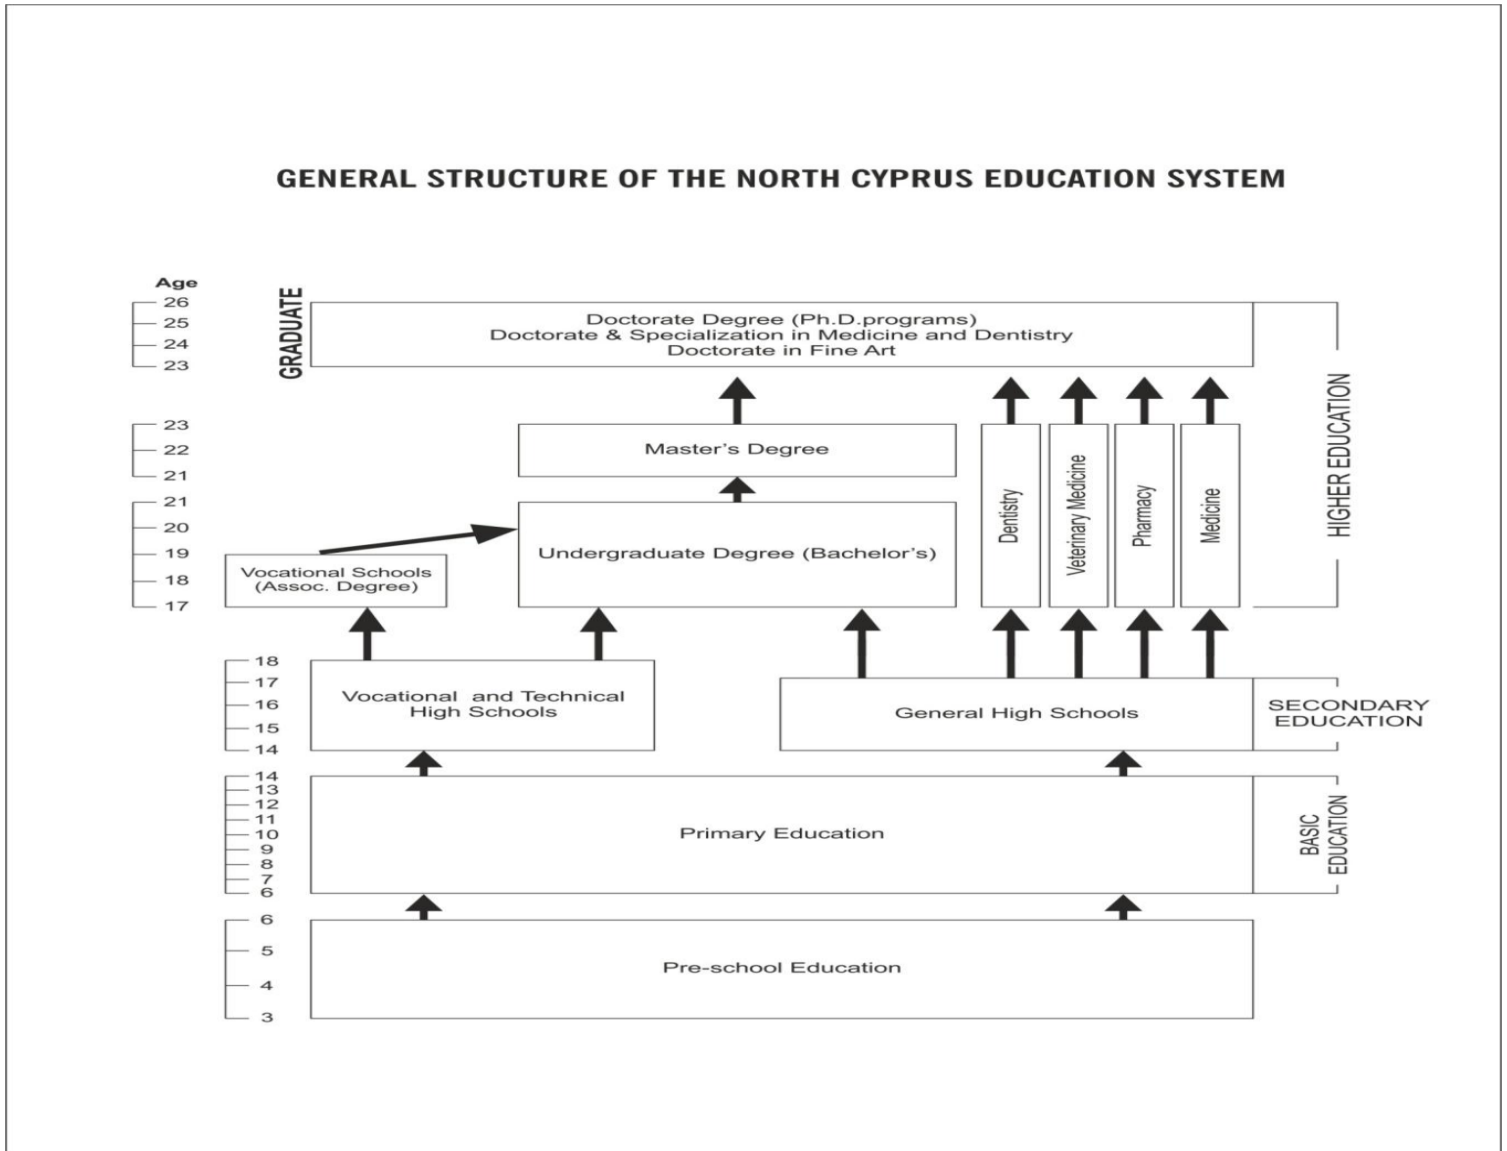 GENERAL STRUCTURE OF THE NORTH CYPRUS EDUCATION SYSTEM
Age
26
25
24
23
GRADUATE
Doctorate Degree (Ph.D.programs)
Doctorate & Specialization in Medicine and Dentistry
Doctorate in Fine Art
HIGHER EDUCATION
23
22
21
Master's Degree
21
20
19
18
17
Vocational Schools
(Assoc. Degree)
Undergraduate Degree (Bachelor's)
Dentistry
Veterinary Medicine
Pharmacy
Medicine
18
17
16
15
14
Vocational and Technical
High Schools
General High Schools
SECONDARY
EDUCATION
14
13
12
11
10
9
8
7
6
Primary Education
BASIC
EDUCATION
6
5
4
3
Pre-school Education